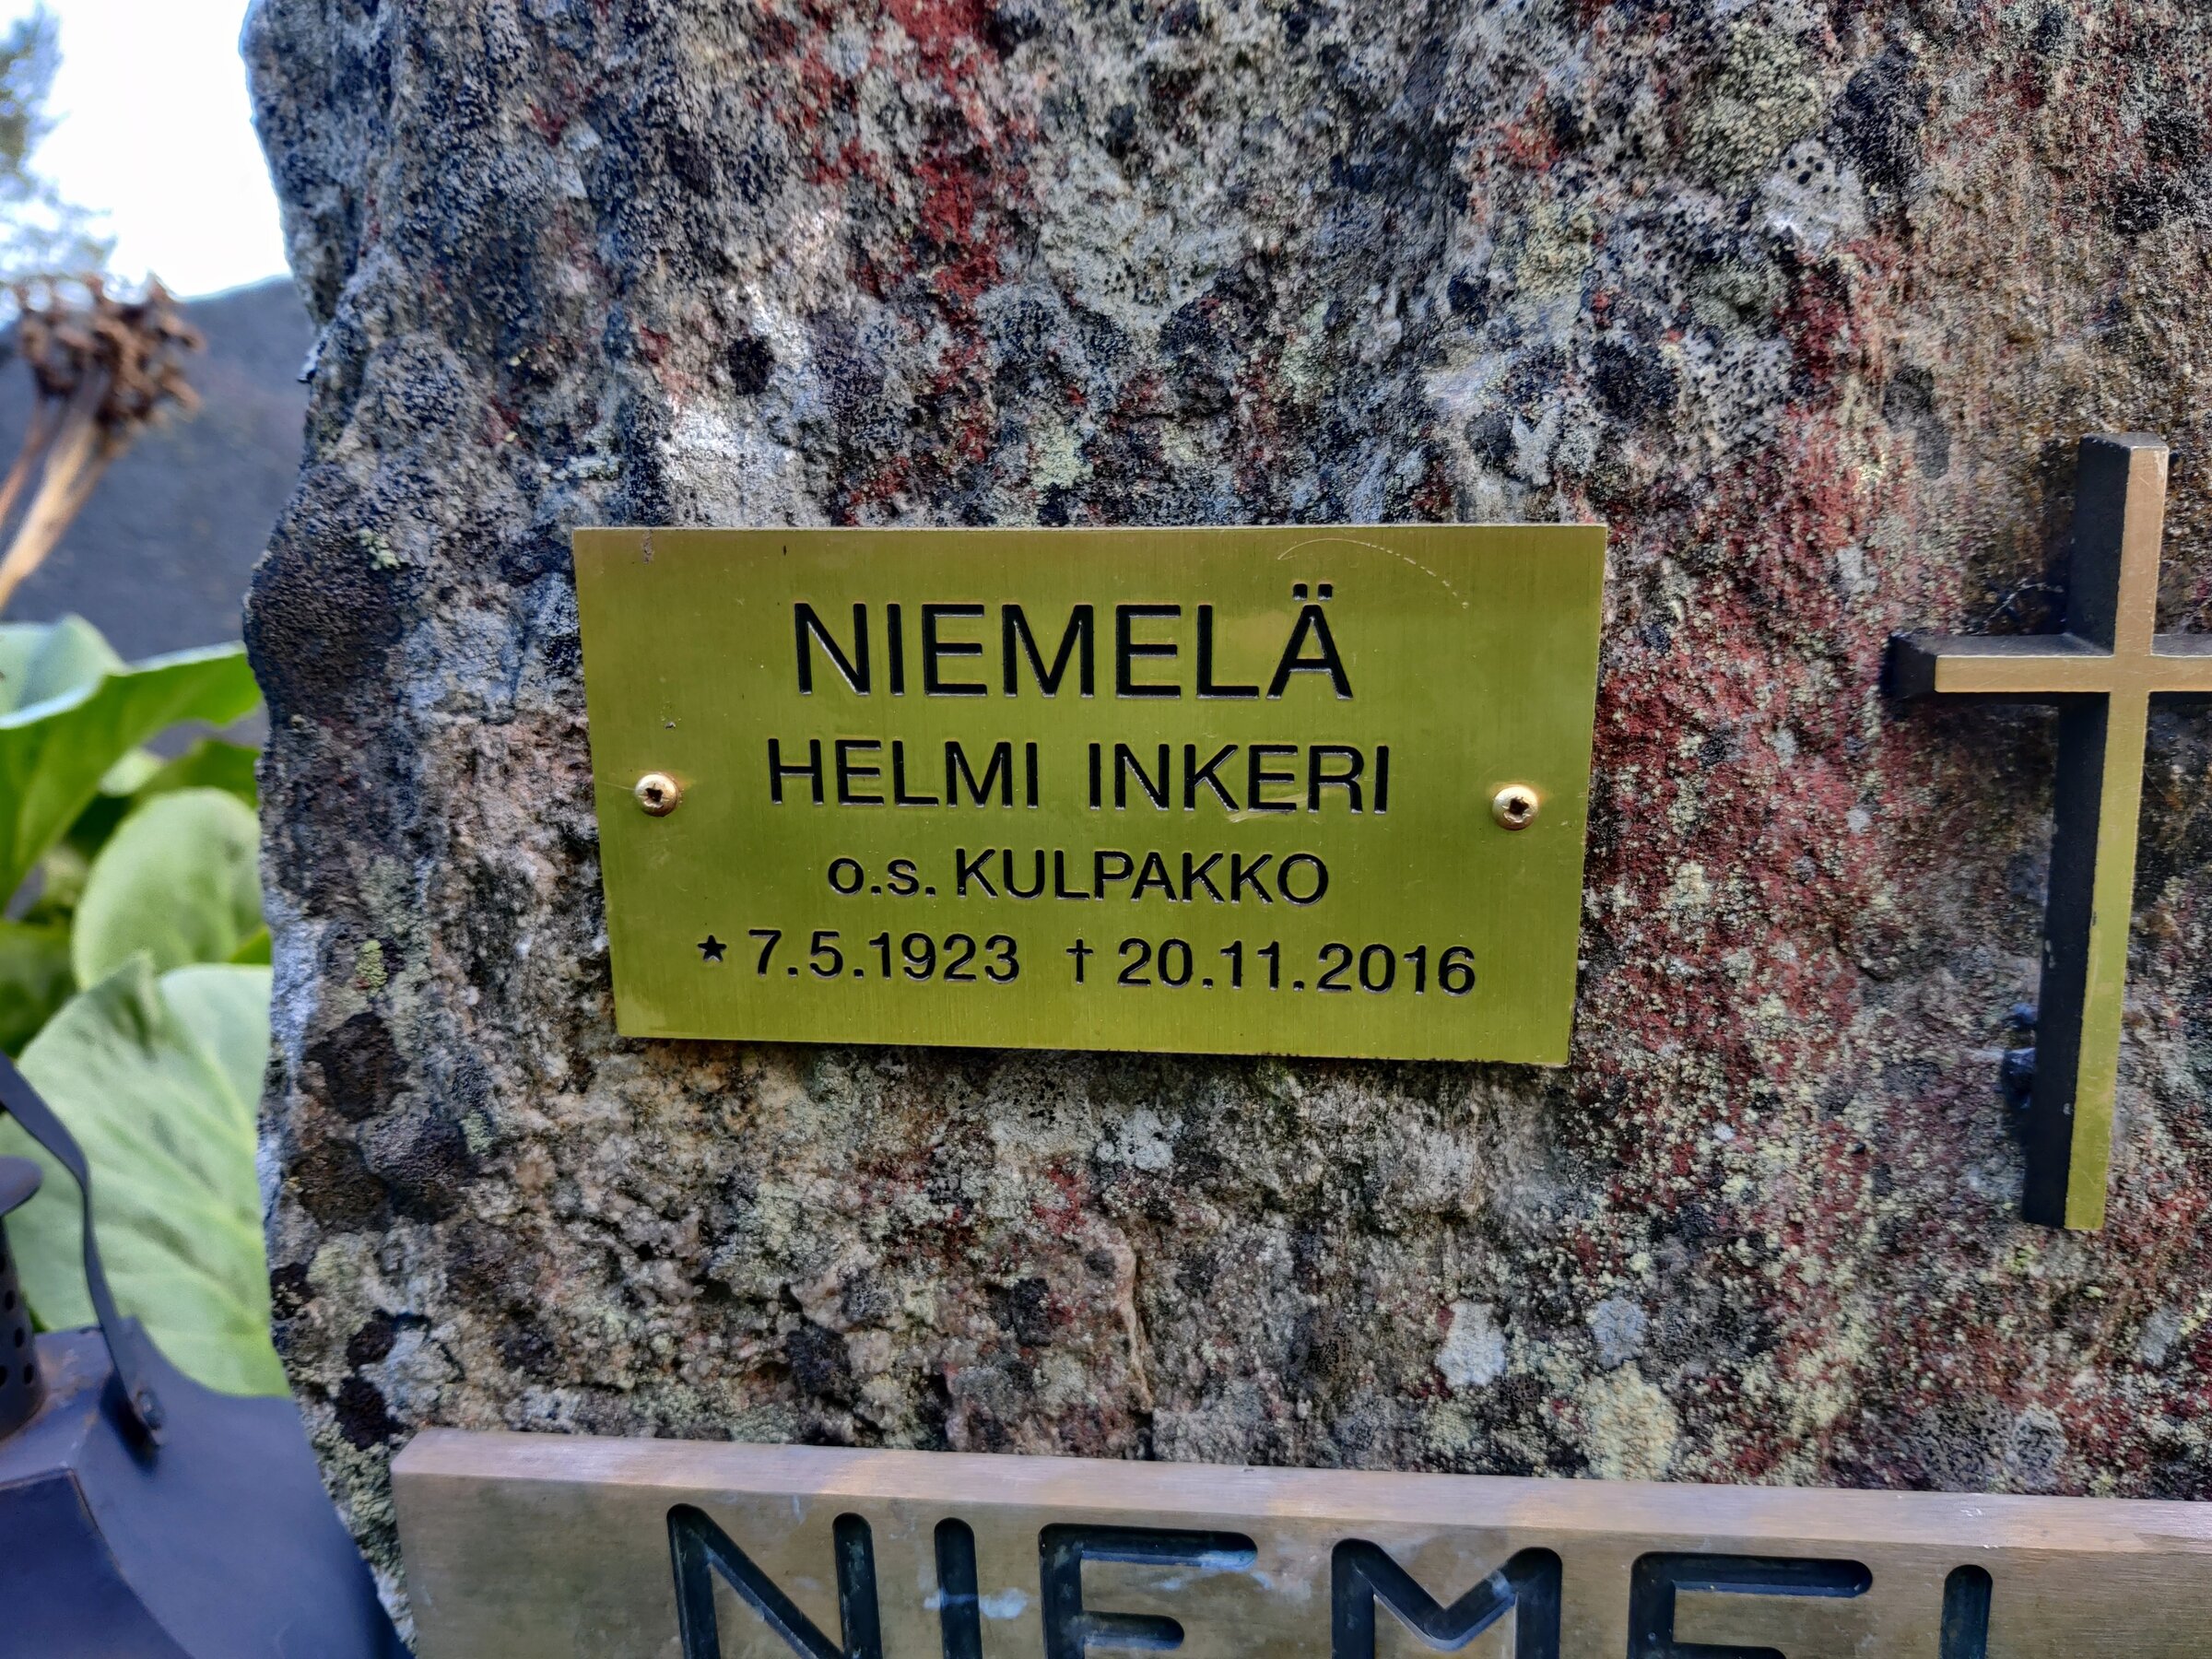 NIEMELÄ
HELMI INKERI
o.s. KULPAKKO
★ 7.5.1923 † 20.11.2016